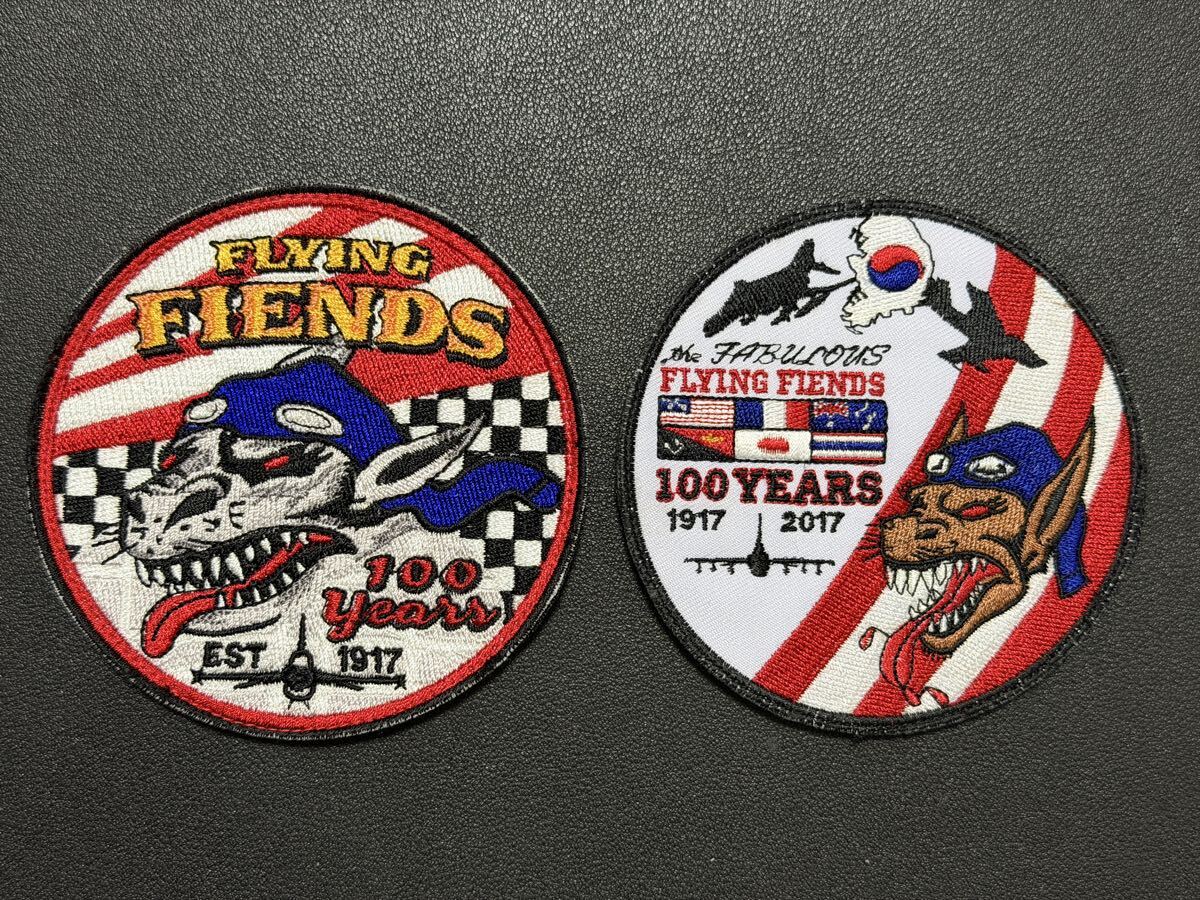 FLYING
FIENDS
100
Years
EST 1917
the FABULOUS
FLYING FIENDS
100 YEARS
1917 2017